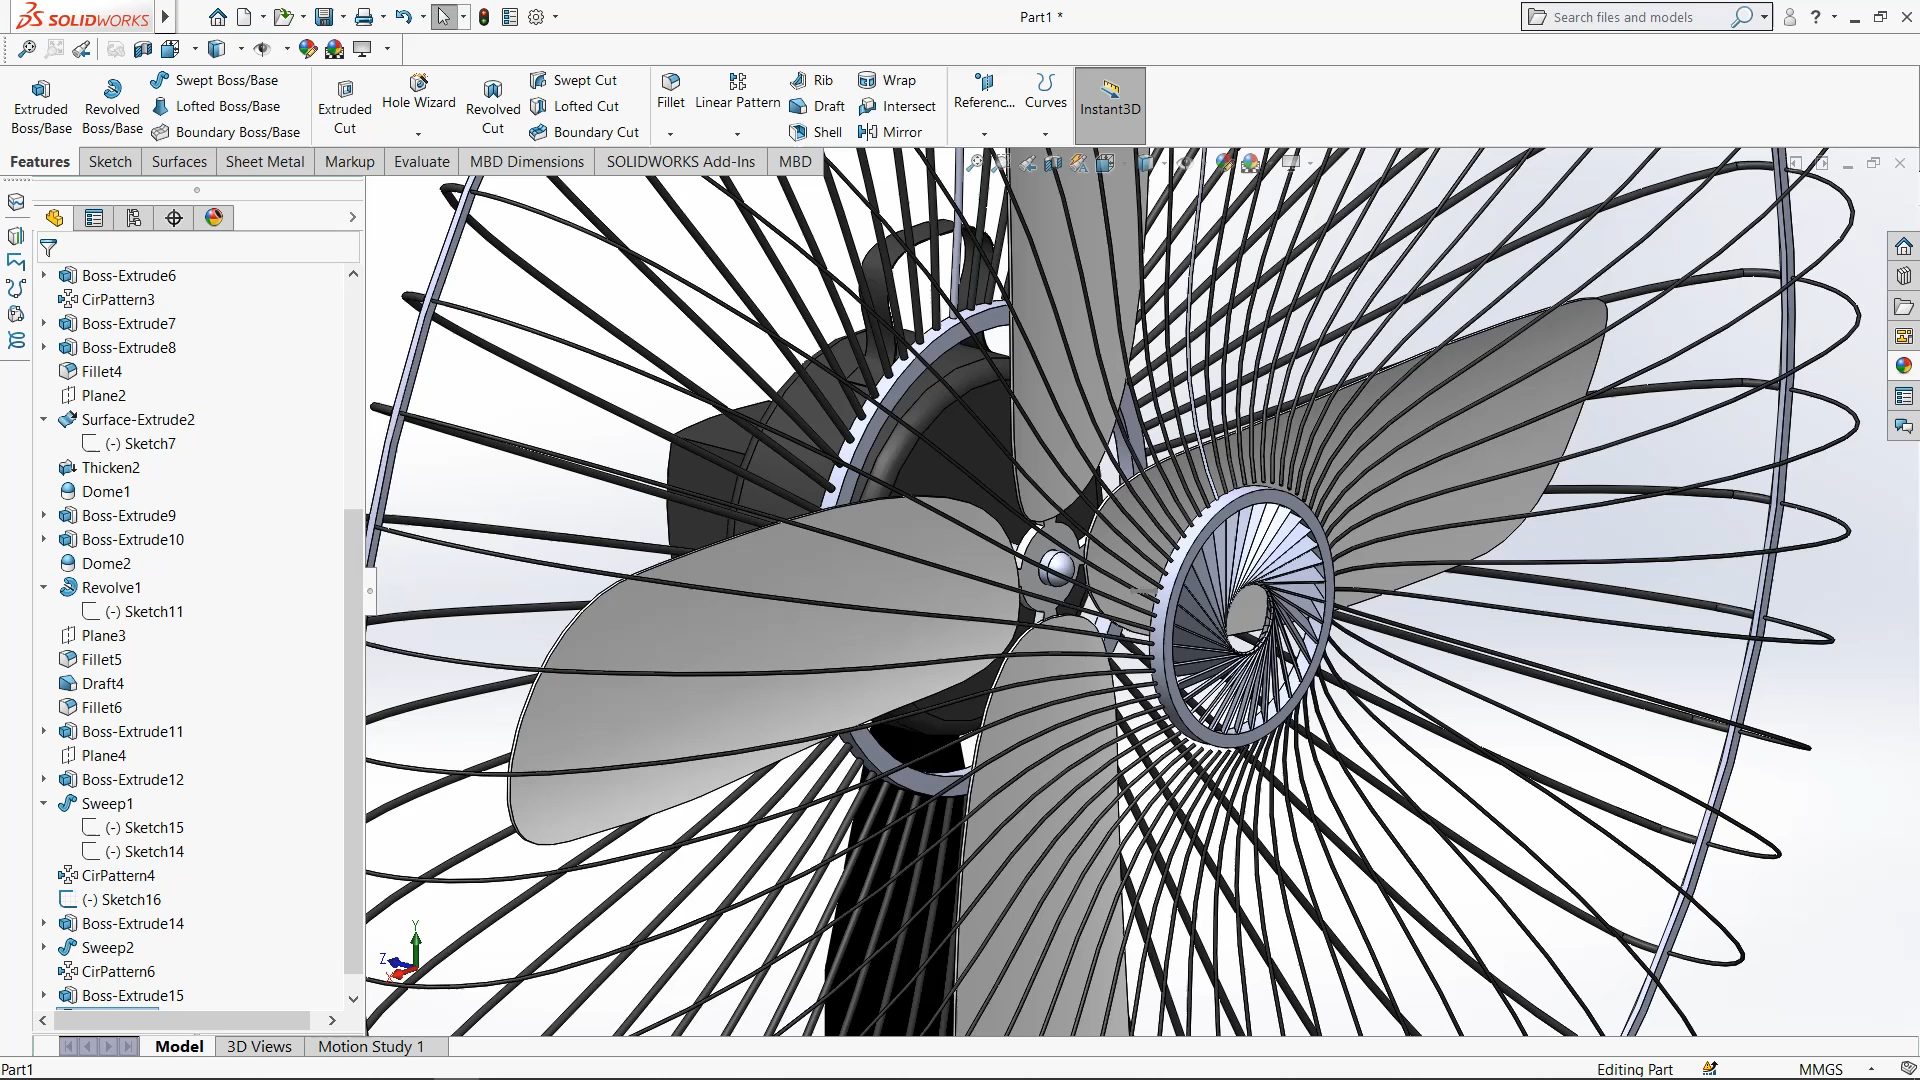 SOLIDWORKS
Part1 *
Search files and models
Extruded Boss/Base
Revolved Boss/Base
Swept Boss/Base
Lofted Boss/Base
Boundary Boss/Base
Extruded Cut
Hole Wizard
Revolved Cut
Swept Cut
Lofted Cut
Boundary Cut
Fillet
Linear Pattern
Rib
Draft
Shell
Wrap
Intersect
Mirror
Referenc...
Curves
Instant3D
Features
Sketch
Surfaces
Sheet Metal
Markup
Evaluate
MBD Dimensions
SOLIDWORKS Add-Ins
MBD
Boss-Extrude6
CirPattern3
Boss-Extrude7
Boss-Extrude8
Fillet4
Plane2
Surface-Extrude2
(-) Sketch7
Thicken2
Dome1
Boss-Extrude9
Boss-Extrude10
Dome2
Revolve1
(-) Sketch11
Plane3
Fillet5
Draft4
Fillet6
Boss-Extrude11
Plane4
Boss-Extrude12
Sweep1
(-) Sketch15
(-) Sketch14
CirPattern4
(-) Sketch16
Boss-Extrude14
Sweep2
CirPattern6
Boss-Extrude15
Y
Z
X
Model
3D Views
Motion Study 1
Part1
Editing Part
MMGS